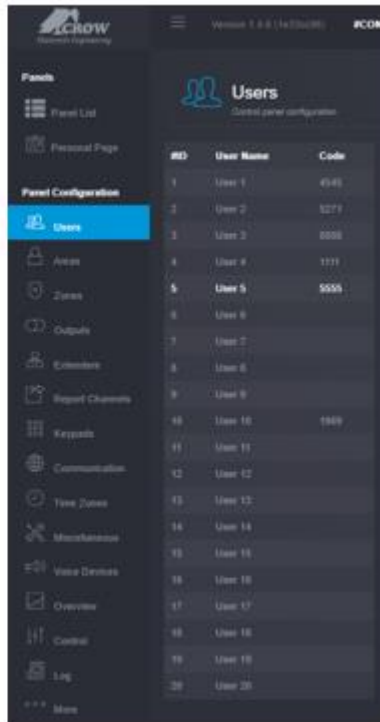 CROW
Electronic Engineering
Version
#CON
Panels
Panel List
Personal Page
Users
Control panel configuration
Panel Configuration
Users
Areas
Zones
Outputs
Extenders
Report Channels
Keypads
Communication
Time Zones
Miscellaneous
Voice Devices
Overview
Control
Log
More
#ID User Name Code
1 User 1 4545
2 User 2
3 User 3
4 User 4 1111
5 User 5 5555
6 User 6
7 User 7
8 User 8
9 User 9
10 User 10
11 User 11
12 User 12
13 User 13
14 User 14
15 User 15
16 User 16
17 User 17
18 User 18
19 User 19
20 User 20